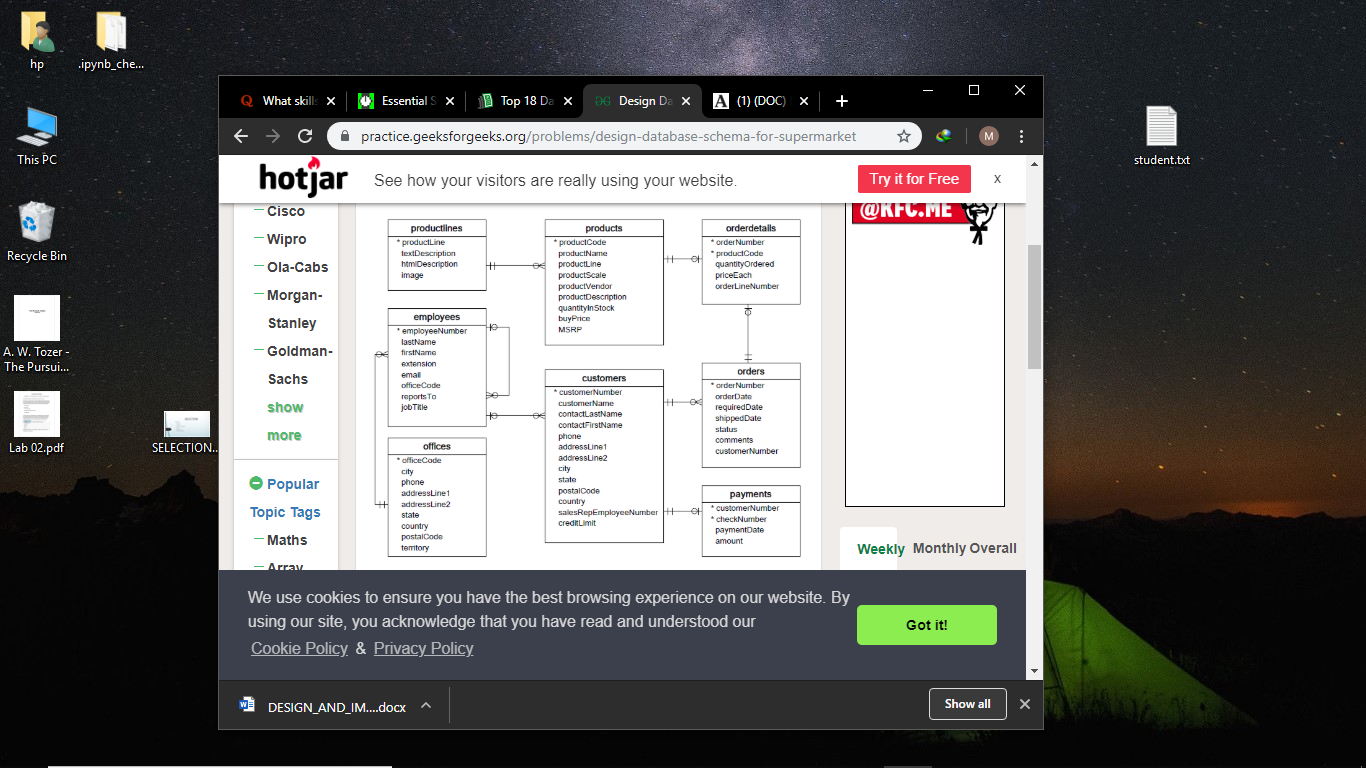 hp
.ipynb_che...
This PC
Recycle Bin
A. W. Tozer -
The Pursui...
Lab 02.pdf
SELECTION...
student.txt
What skills
Essential S
Top 18 Da
Design Da
(1) (DOC)
practice.geeksforgeeks.org/problems/design-database-schema-for-supermarket
M
hotjar
See how your visitors are really using your website.
Try it for Free
x
Cisco
Wipro
Ola-Cabs
Morgan-
Stanley
Goldman-
Sachs
show
more
Popular
Topic Tags
Maths
Array
productlines
* productLine
textDescription
htmlDescription
image
products
* productCode
productName
productLine
productScale
productVendor
productDescription
quantityInStock
buyPrice
MSRP
orderdetails
* orderNumber
* productCode
quantityOrdered
priceEach
orderLineNumber
employees
* employeeNumber
lastName
firstName
extension
email
officeCode
reportsTo
jobTitle
customers
* customerNumber
customerName
contactLastName
contactFirstName
phone
addressLine1
addressLine2
city
state
postalCode
country
salesRepEmployeeNumber
creditLimit
orders
* orderNumber
orderDate
requiredDate
shippedDate
status
comments
customerNumber
offices
* officeCode
city
phone
addressLine1
addressLine2
state
country
postalCode
territory
payments
* customerNumber
* checkNumber
paymentDate
amount
@KFC.ME
Weekly Monthly Overall
We use cookies to ensure you have the best browsing experience on our website. By
using our site, you acknowledge that you have read and understood our
Cookie Policy & Privacy Policy
Got it!
DESIGN_AND_IM....docx
Show all